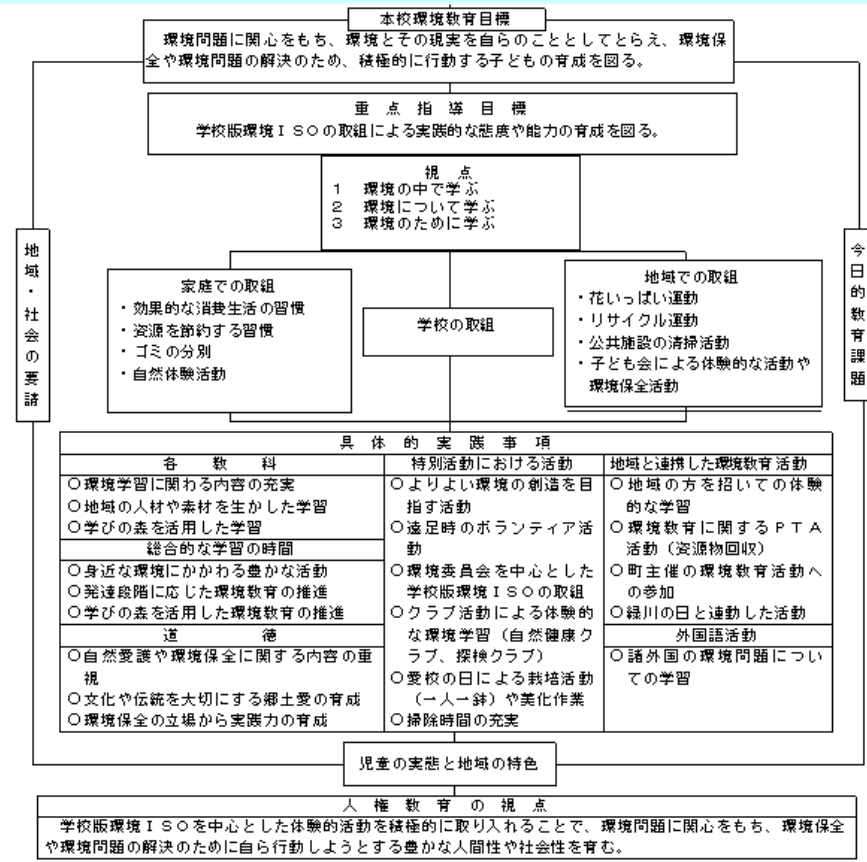 本校環境教育目標
環境問題に関心をもち、環境とその現実を自らのこととしてとらえ、環境保
全や環境問題の解決のため、積極的に行動する子どもの育成を図る。
重点指導目標
学校版環境ISOの取組による実践的な態度や能力の育成を図る。
視点
1 環境の中で学ぶ
2 環境について学ぶ
3 環境のために学ぶ
地域・社会の要請
今日的教育課題
家庭での取組
・効果的な消費生活の習慣
・資源を節約する習慣
・ゴミの分別
・自然体験活動
学校の取組
地域での取組
・花いっぱい運動
・リサイクル運動
・公共施設の清掃活動
・子ども会による体験的な活動や
環境保全活動
具体的実践事項
各教科
○環境学習に関わる内容の充実
○地域の人材や素材を生かした学習
○学びの森を活用した学習
総合的な学習の時間
○身近な環境にかかわる豊かな活動
○発達段階に応じた環境教育の推進
○学びの森を活用した環境教育の推進
道徳
○自然愛護や環境保全に関する内容の重
視
○文化や伝統を大切にする郷土愛の育成
○環境保全の立場から実践力の育成
特別活動における活動
○よりよい環境の創造を目
指す活動
○遠足時のボランティア活
動
○環境委員会を中心とした
学校版環境ISOの取組
○クラブ活動による体験的
な環境学習（自然健康ク
ラブ、探検クラブ）
○愛校の日による栽培活動
（一人一鉢）や美化作業
○掃除時間の充実
地域と連携した環境教育活動
○地域の方を招いての体験
的な学習
○環境教育に関するPTA
活動（資源物回収）
○町主催の環境教育活動へ
の参加
○緑川の日と連動した活動
外国語活動
○諸外国の環境問題につい
ての学習
児童の実態と地域の特色
人権教育の視点
学校版環境ISOを中心とした体験的活動を積極的に取り入れることで、環境問題に関心をもち、環境保全
や環境問題の解決のために自ら行動しようとする豊かな人間性や社会性を育む。